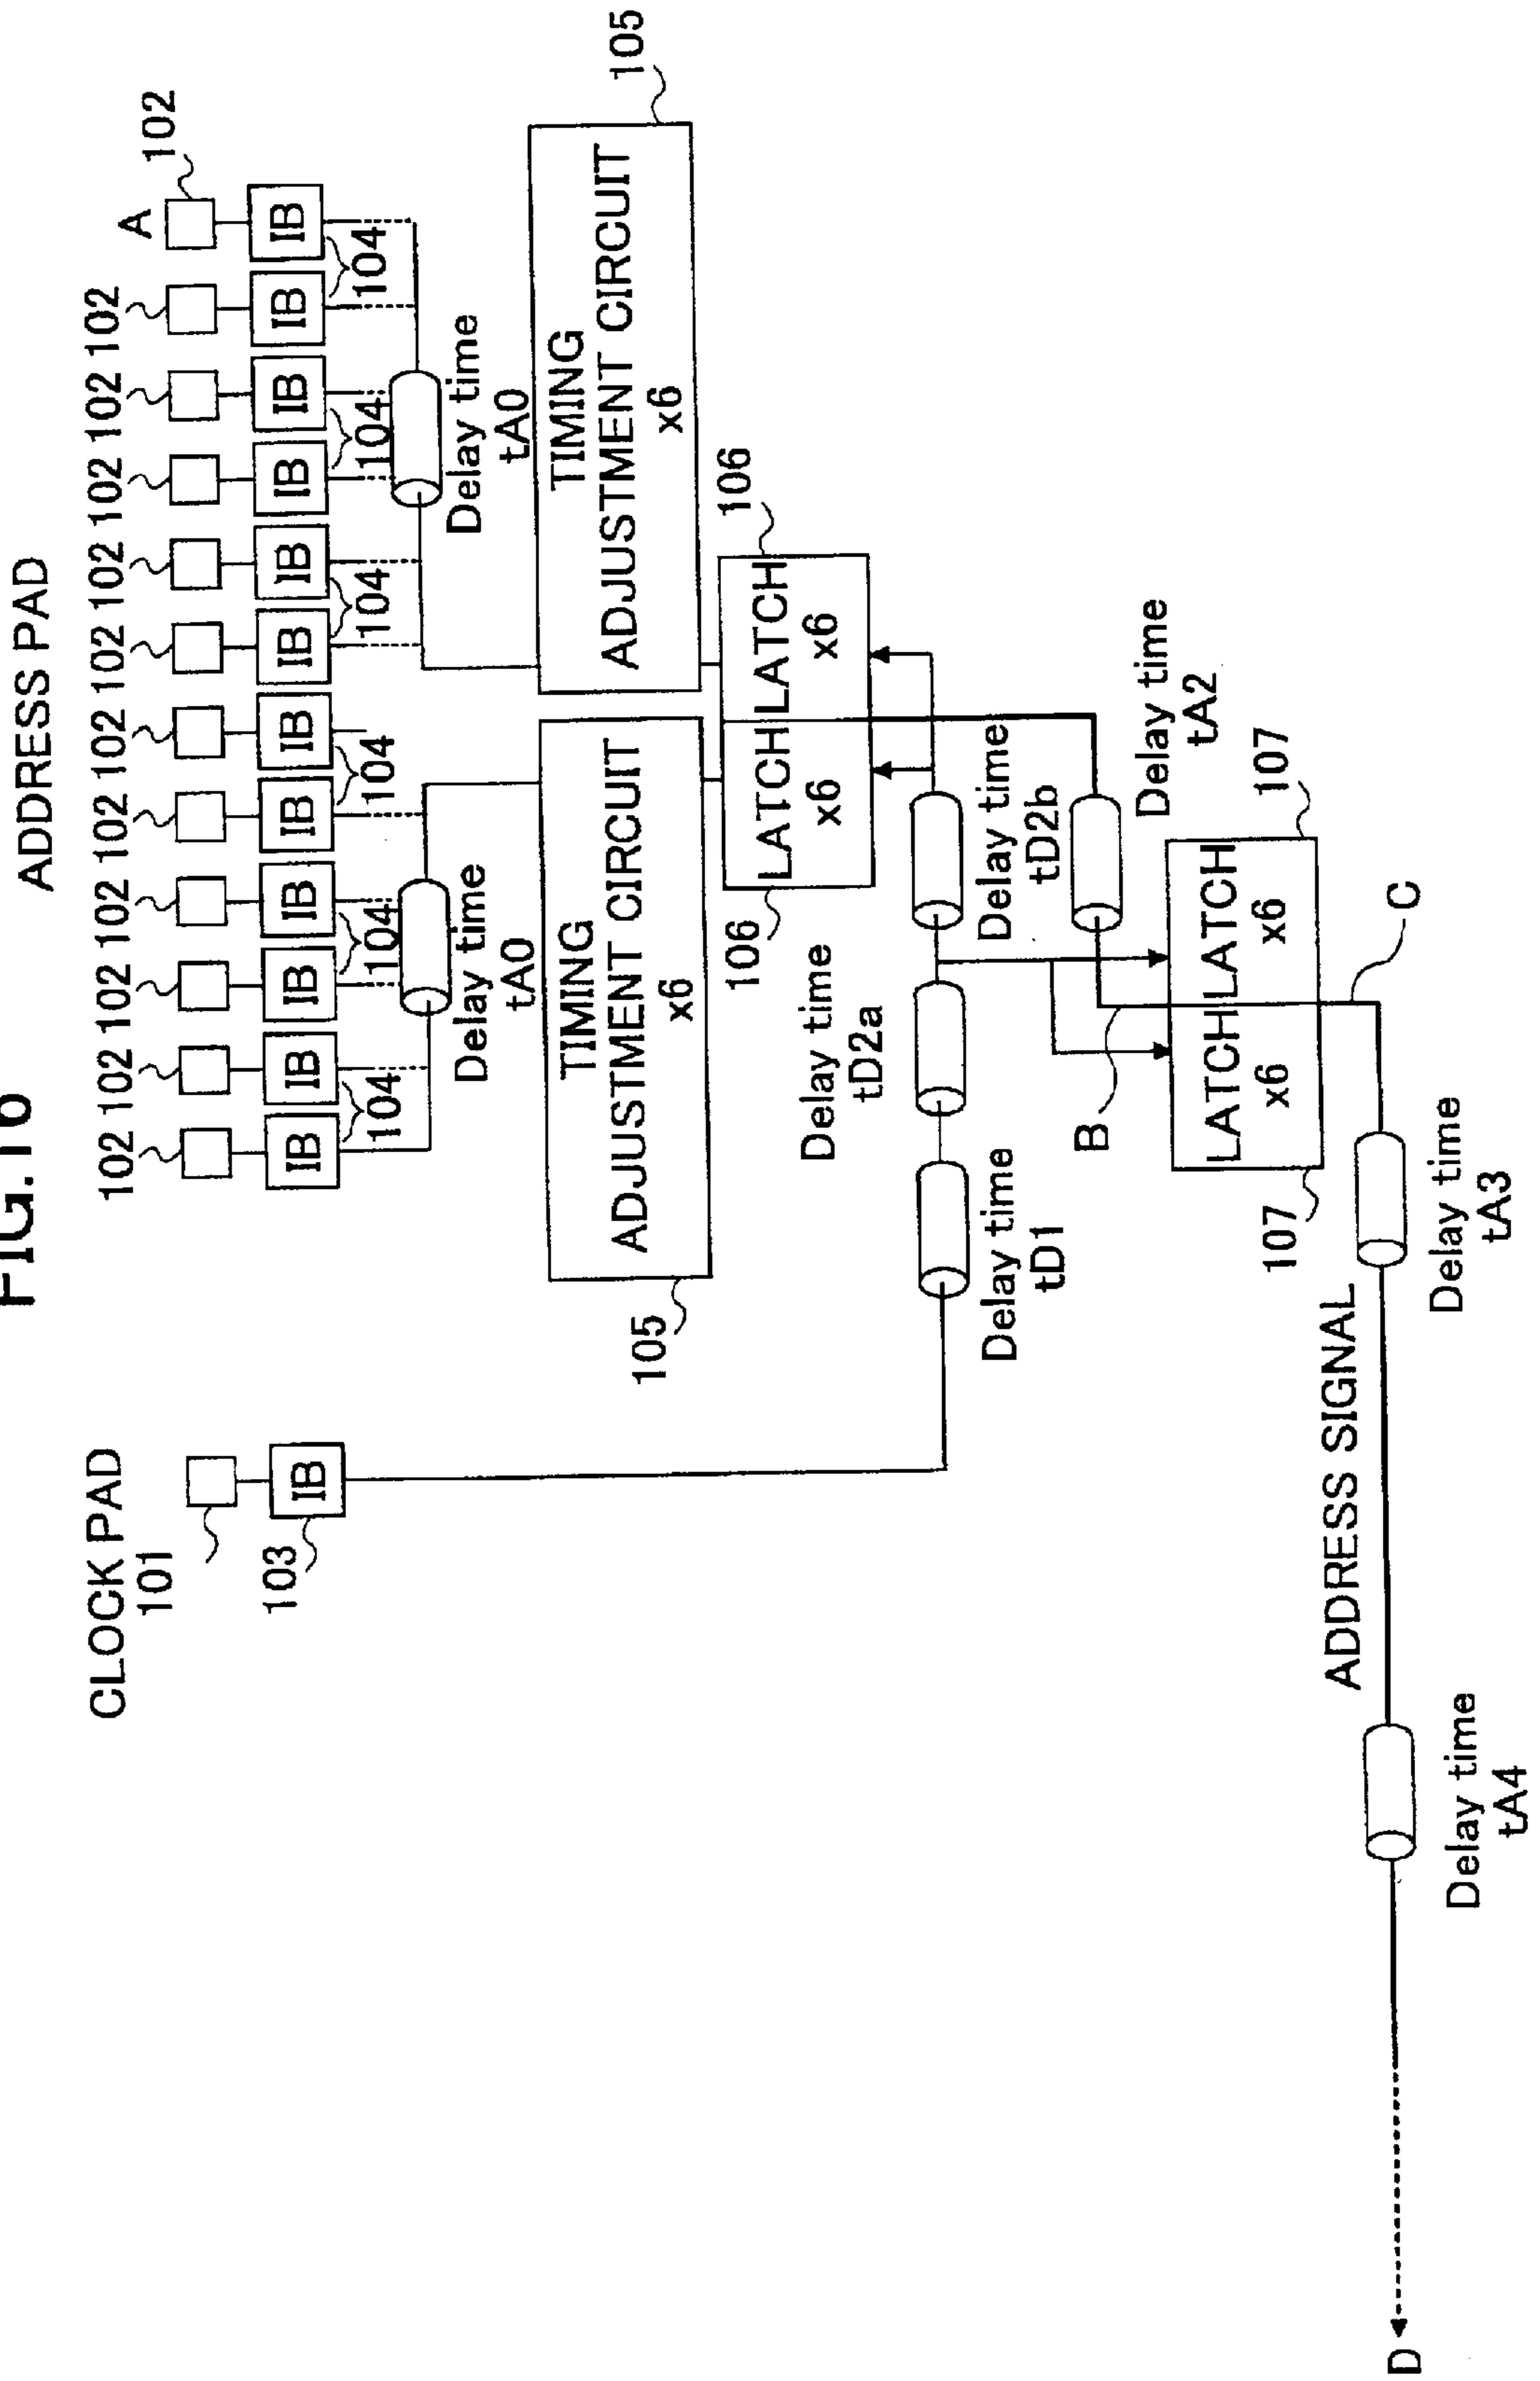 FIG.16
ADDRESS PAD
CLOCK PAD
101
102 102 102 102 102 102 102 102 102 102 102
A
102
IB
103
IB IB IB IB IB IB IB IB IB IB IB IB
104 104 104 104 104 104
Delay time
tA0
Delay time
tA0
TIMING
ADJUSTMENT CIRCUIT
x6
105
TIMING
ADJUSTMENT CIRCUIT
x6
105
106
LATCH
x6
LATCH
x6
106
Delay time
tD1
Delay time
tD2a
Delay time
tD2b
Delay time
tA2
B
107
LATCH
x6
LATCH
x6
107
C
ADDRESS SIGNAL
Delay time
tA3
Delay time
tA4
D